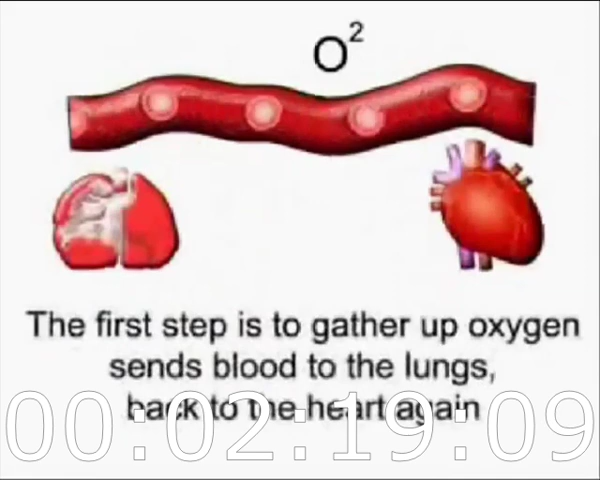 O²
The first step is to gather up oxygen
sends blood to the lungs,
back to the heart again
00:02:19:09